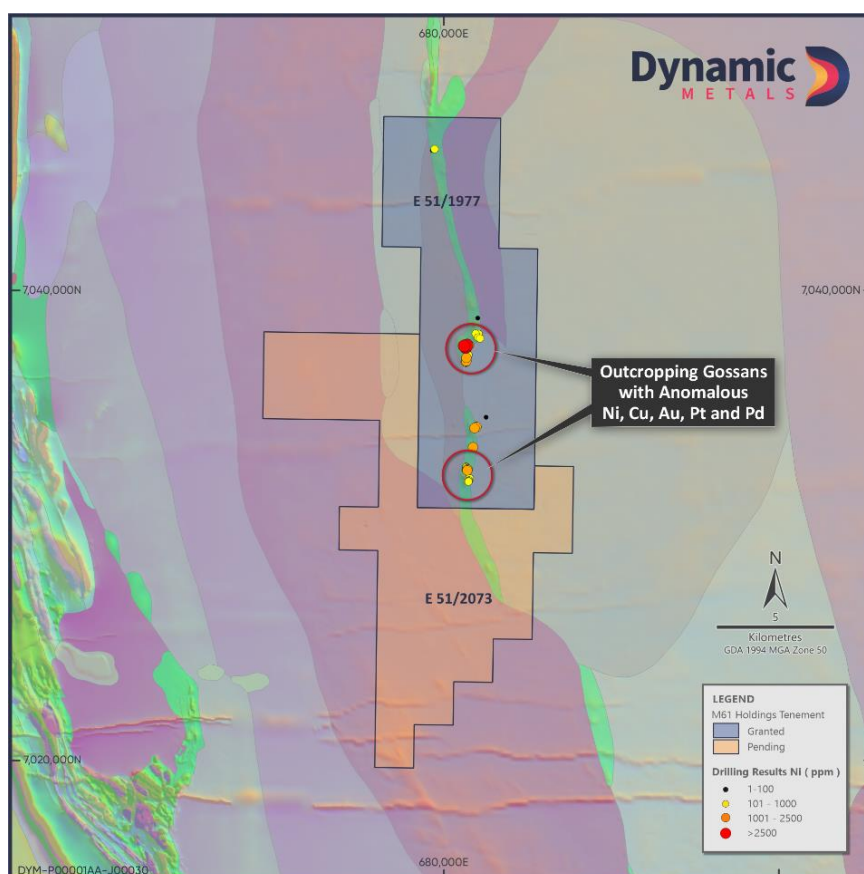 680,000E
Dynamic
METALS
E 51/1977
7,040,000N
7,040,000N
Outcropping Gossans
with Anomalous
Ni, Cu, Au, Pt and Pd
N
E 51/2073
5
Kilometres
GDA 1994 MGA Zone 50
LEGEND
M61 Holdings Tenement
Granted
Pending
Drilling Results Ni ( ppm )
1-100
101 - 1000
1001 - 2500
>2500
7,020,000N
680,000E
DYM-P00001AA-J00030